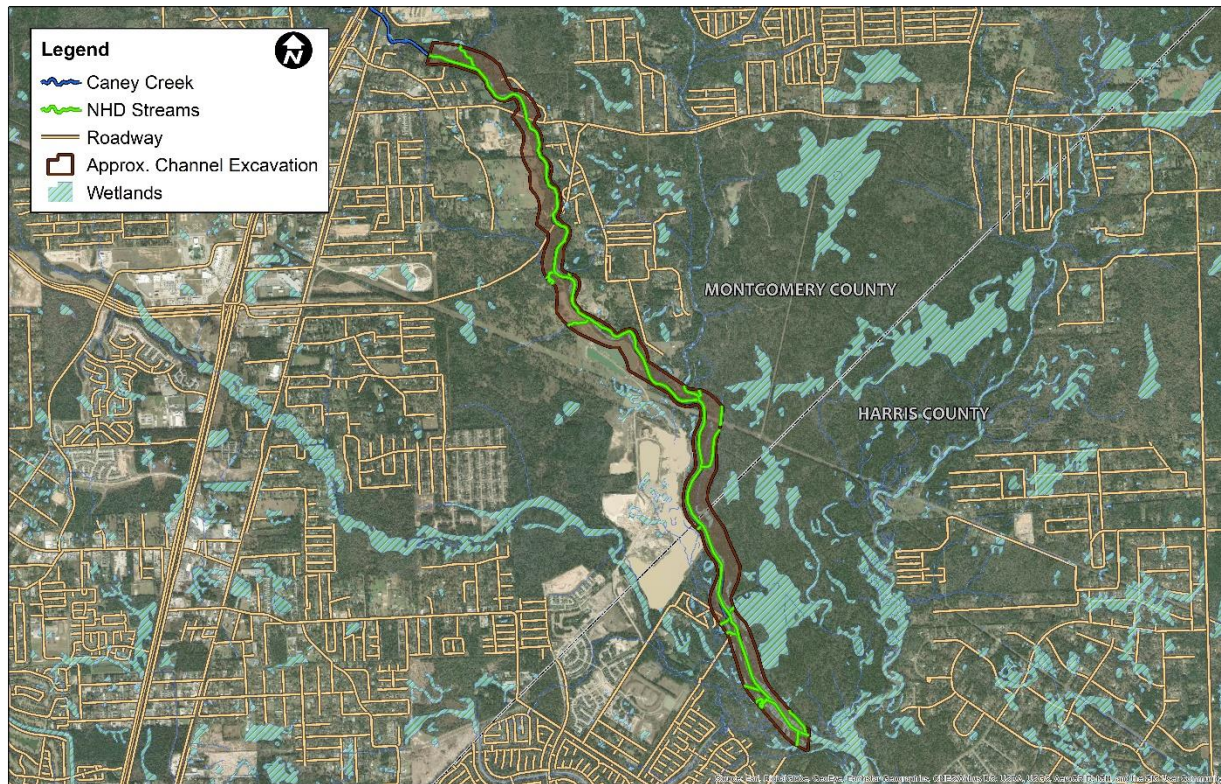 Legend
N
Caney Creek
NHD Streams
Roadway
Approx. Channel Excavation
Wetlands
MONTGOMERY COUNTY
HARRIS COUNTY